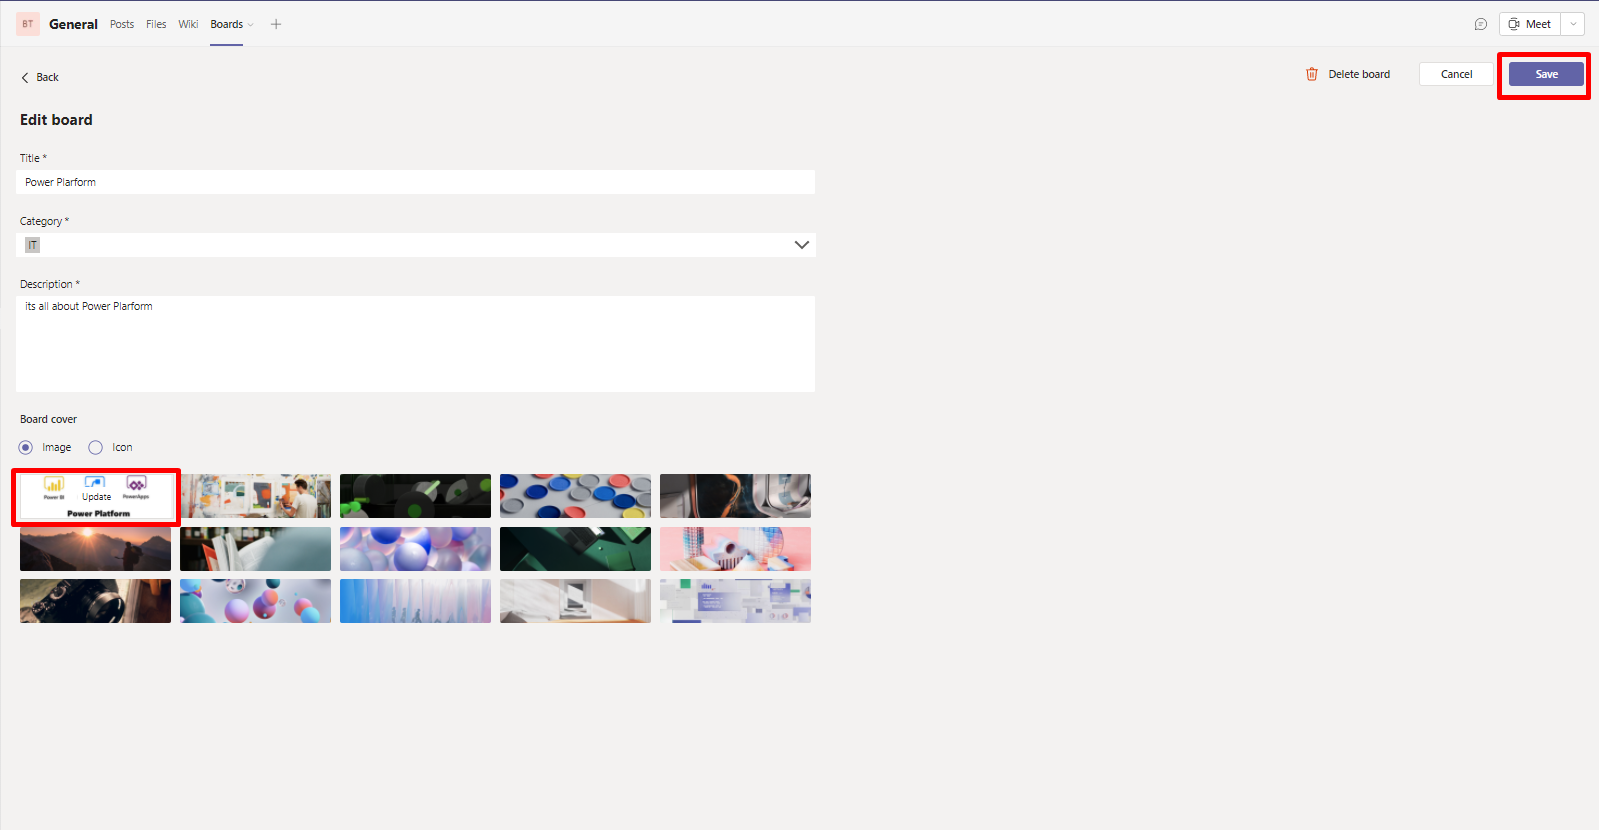 BT General Posts Files Wiki Boards Meet
Back Delete board Cancel Save
Edit board
Title *
Power Plarform
Category *
IT
Description *
its all about Power Plarform
Board cover
Image Icon
Power BI Update PowerApps
Power Platform